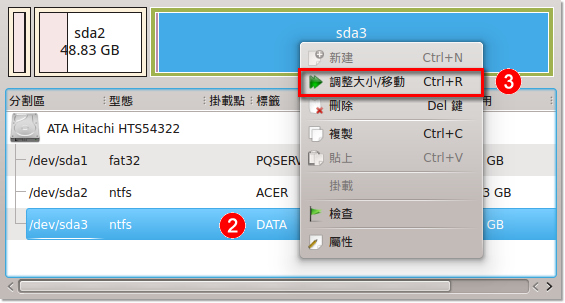 sda2
48.83 GB
sda3
新建 Ctrl+N
調整大小/移動 Ctrl+R
3
刪除 Del 鍵
複製 Ctrl+C
貼上 Ctrl+V
掛載
檢查
屬性
分割區 型態 掛載點 標籤 用
ATA Hitachi HTS54322
/dev/sda1 fat32 PQSERV GB
/dev/sda2 ntfs ACER 3 GB
/dev/sda3 ntfs 2 DATA GB